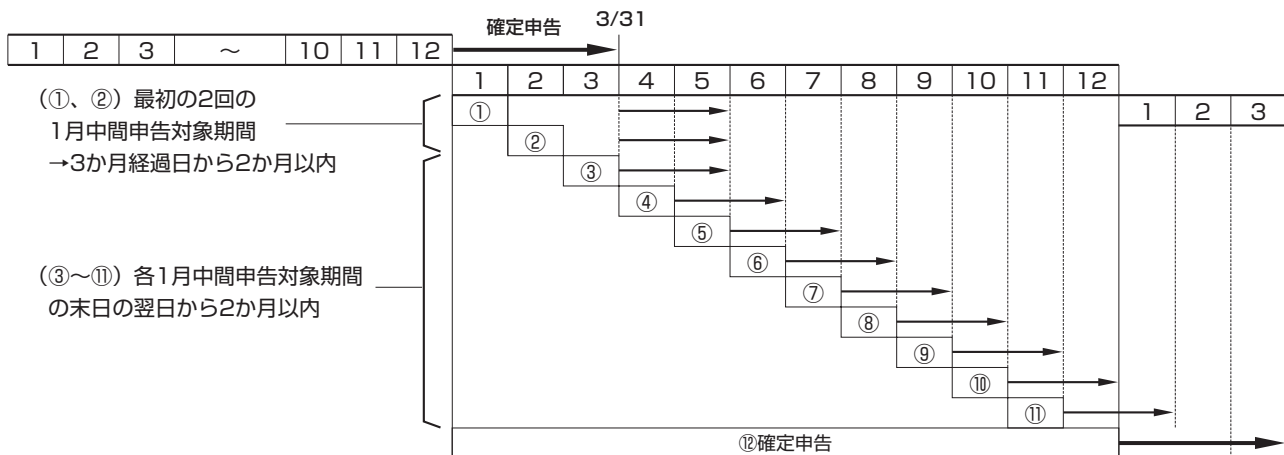 確定申告 3/31
1 2 3 ～ 10 11 12
1 2 3 4 5 6 7 8 9 10 11 12
1 2 3
(①、②) 最初の2回の
1月中間申告対象期間
→3か月経過日から2か月以内
①
②
③
④
⑤
⑥
(③～⑪) 各1月中間申告対象期間
の末日の翌日から2か月以内
⑦
⑧
⑨
⑩
⑪
⑫確定申告